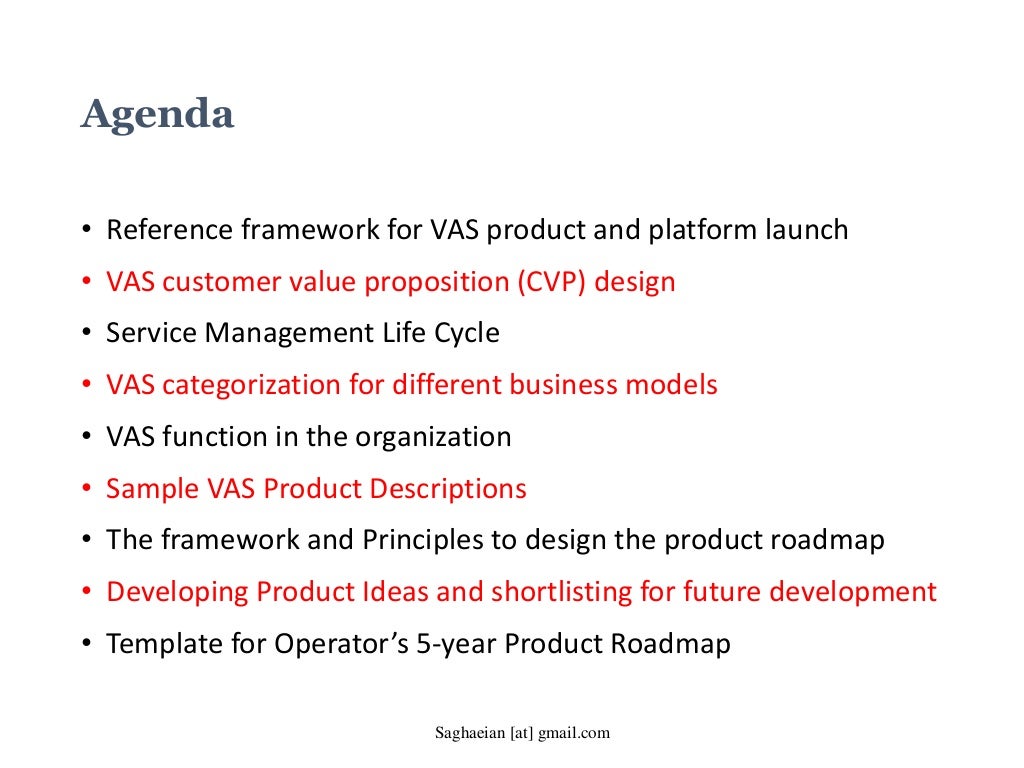 Agenda
• Reference framework for VAS product and platform launch
• VAS customer value proposition (CVP) design
• Service Management Life Cycle
• VAS categorization for different business models
• VAS function in the organization
• Sample VAS Product Descriptions
• The framework and Principles to design the product roadmap
• Developing Product Ideas and shortlisting for future development
• Template for Operator’s 5-year Product Roadmap
Saghaeian [at] gmail.com